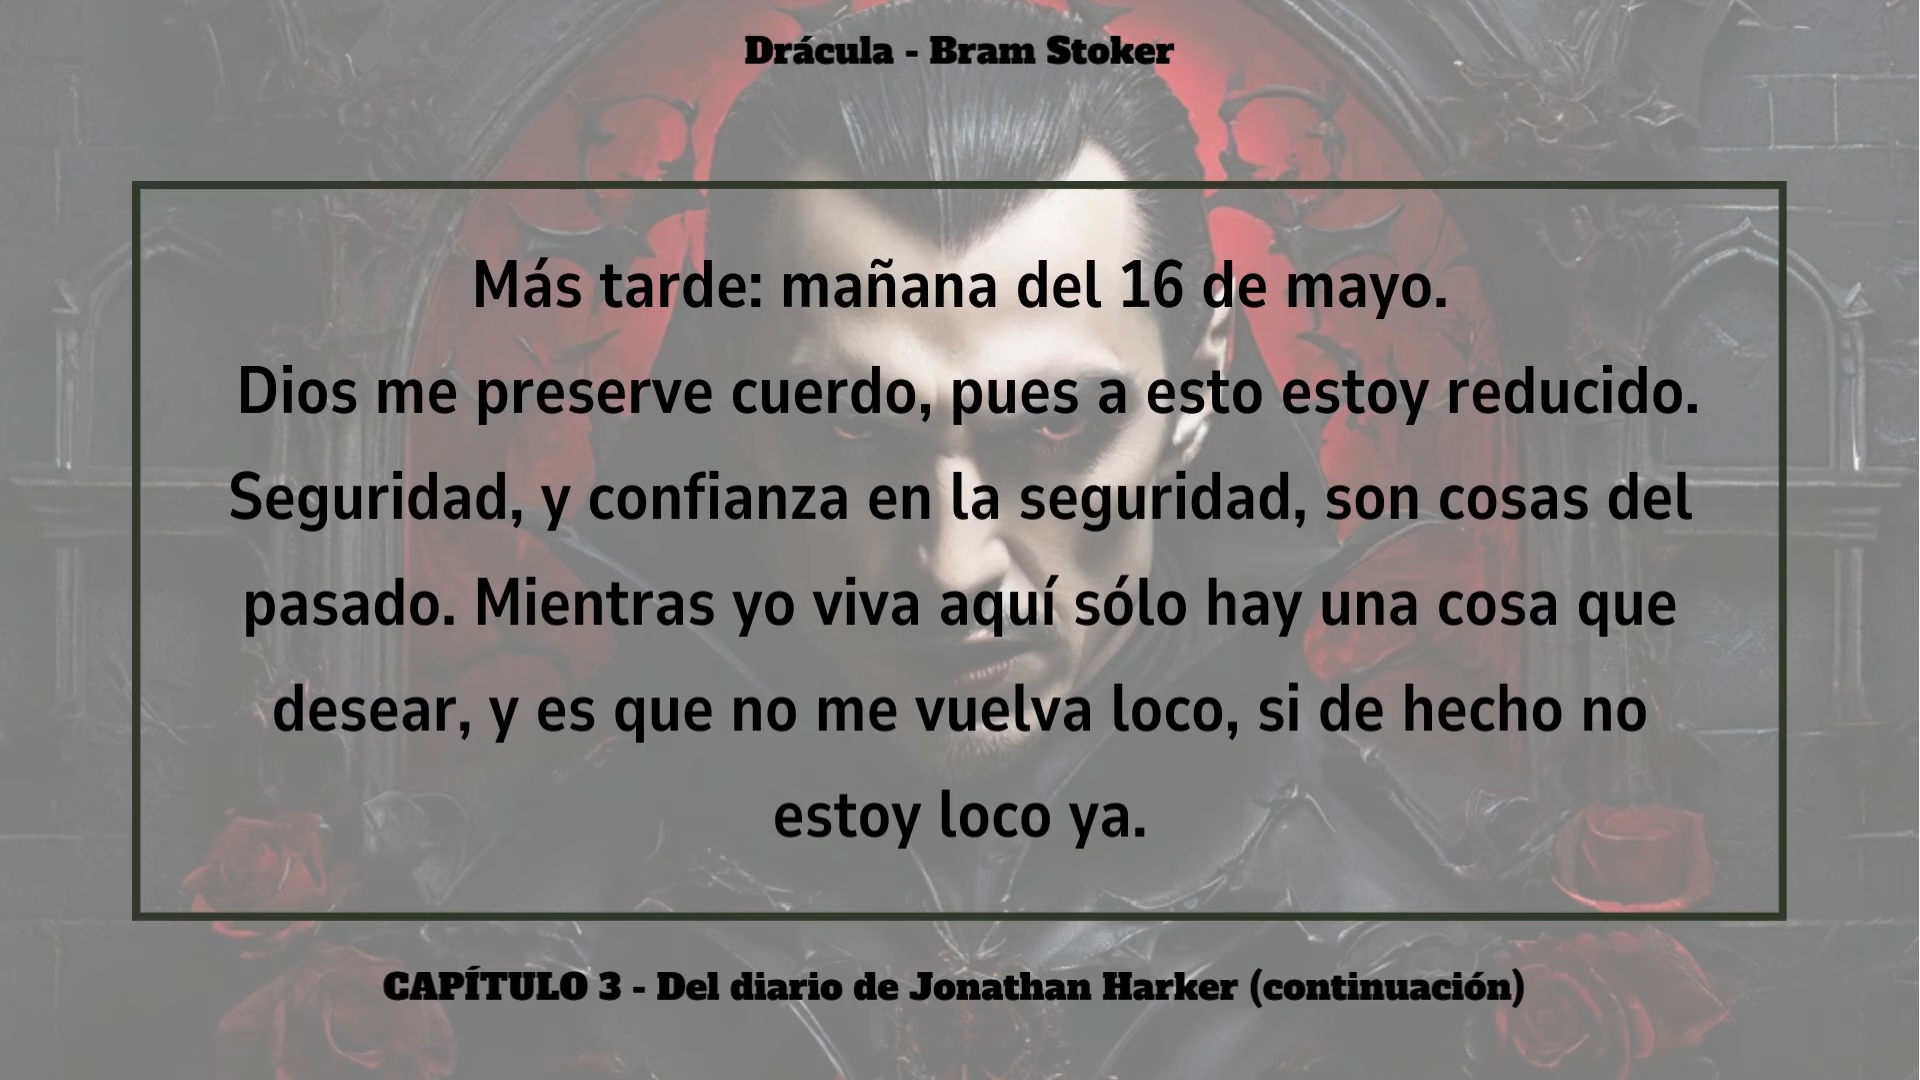 Drácula - Bram Stoker
Más tarde: mañana del 16 de mayo.
Dios me preserve cuerdo, pues a esto estoy reducido.
Seguridad, y confianza en la seguridad, son cosas del
pasado. Mientras yo viva aquí sólo hay una cosa que
desear, y es que no me vuelva loco, si de hecho no
estoy loco ya.
CAPÍTULO 3 - Del diario de Jonathan Harker (continuación)